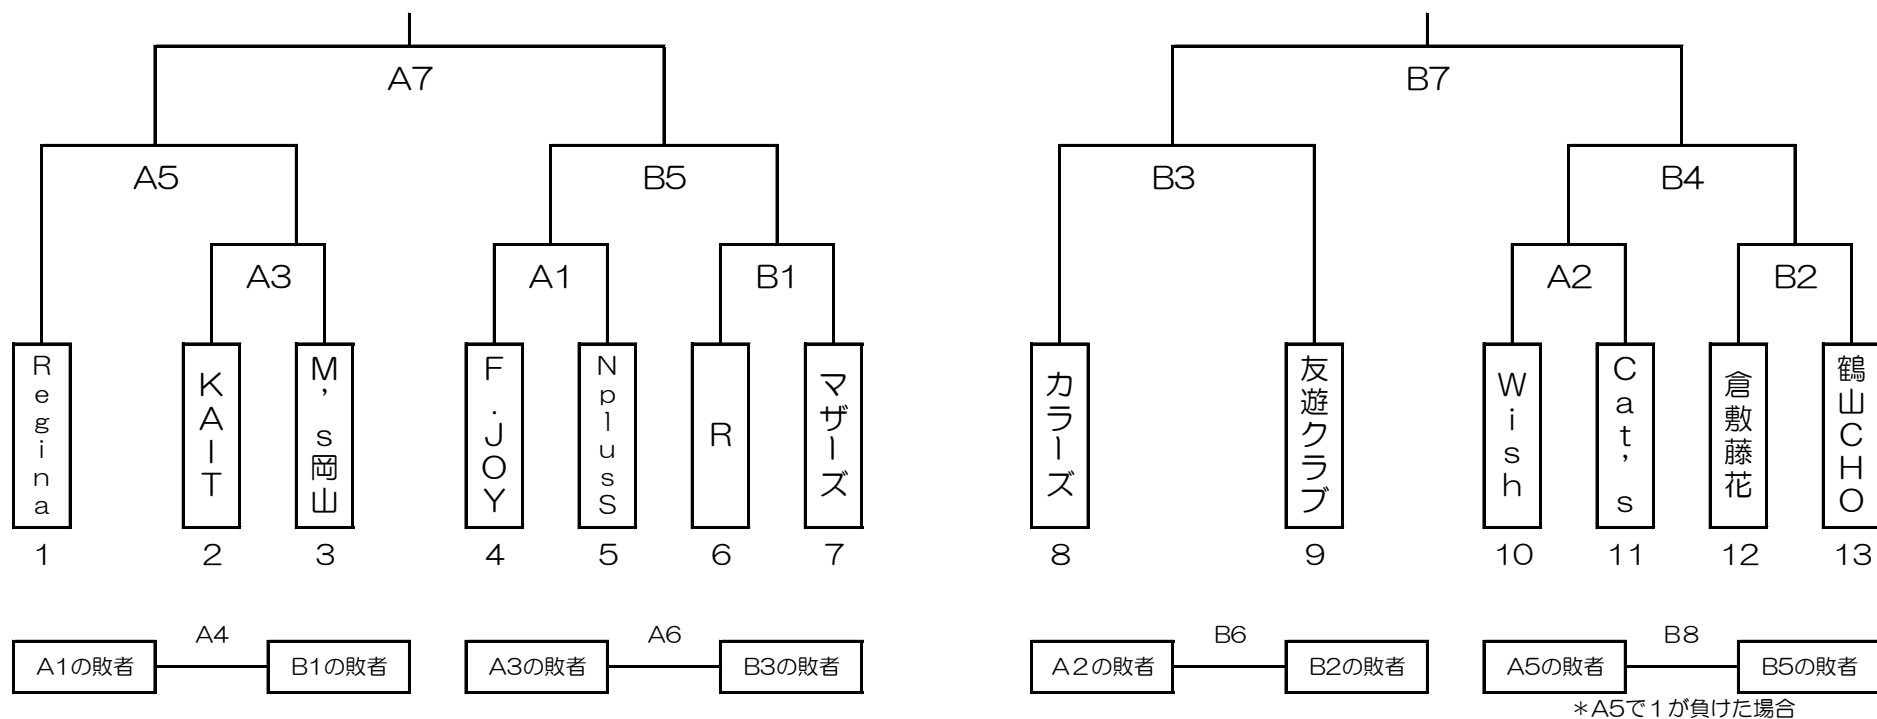 A7
B7
A5
B5
B3
B4
A3
A1
B1
A2
B2
Regina
KAIT
M's岡山
F.JOY
NplusS
R
マザーズ
カラーズ
友遊クラブ
Wish
Cat's
倉敷藤花
鶴山CHO
1 2 3 4 5 6 7 8 9 10 11 12 13
A4
A6
B6
B8
A1の敗者
B1の敗者
A3の敗者
B3の敗者
A2の敗者
B2の敗者
A5の敗者
B5の敗者
＊A5で1が負けた場合